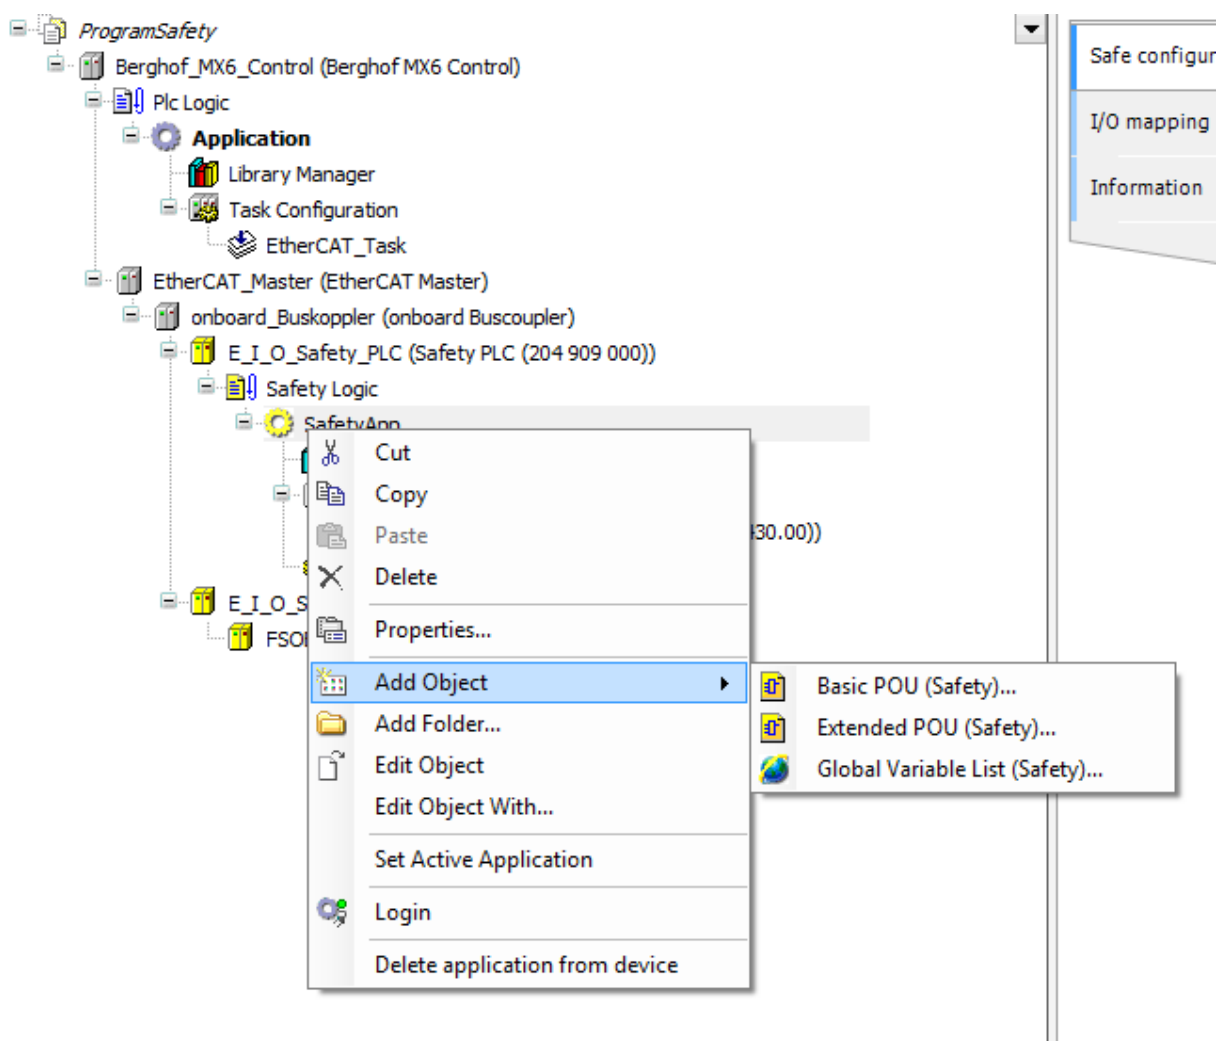 ProgramSafety
Berghof_MX6_Control (Berghof MX6 Control)
Plc Logic
Application
Library Manager
Task Configuration
EtherCAT_Task
EtherCAT_Master (EtherCAT Master)
onboard_Buskoppler (onboard Buscoupler)
E_I_O_Safety_PLC (Safety PLC (204 909 000))
Safety Logic
SafetyApp
Cut
Copy
Paste
30.00))
Delete
E_I_O_S
Properties...
FSO
Add Object
Add Folder...
Edit Object
Edit Object With...
Set Active Application
Login
Delete application from device
Basic POU (Safety)...
Extended POU (Safety)...
Global Variable List (Safety)...
Safe configur
I/O mapping
Information